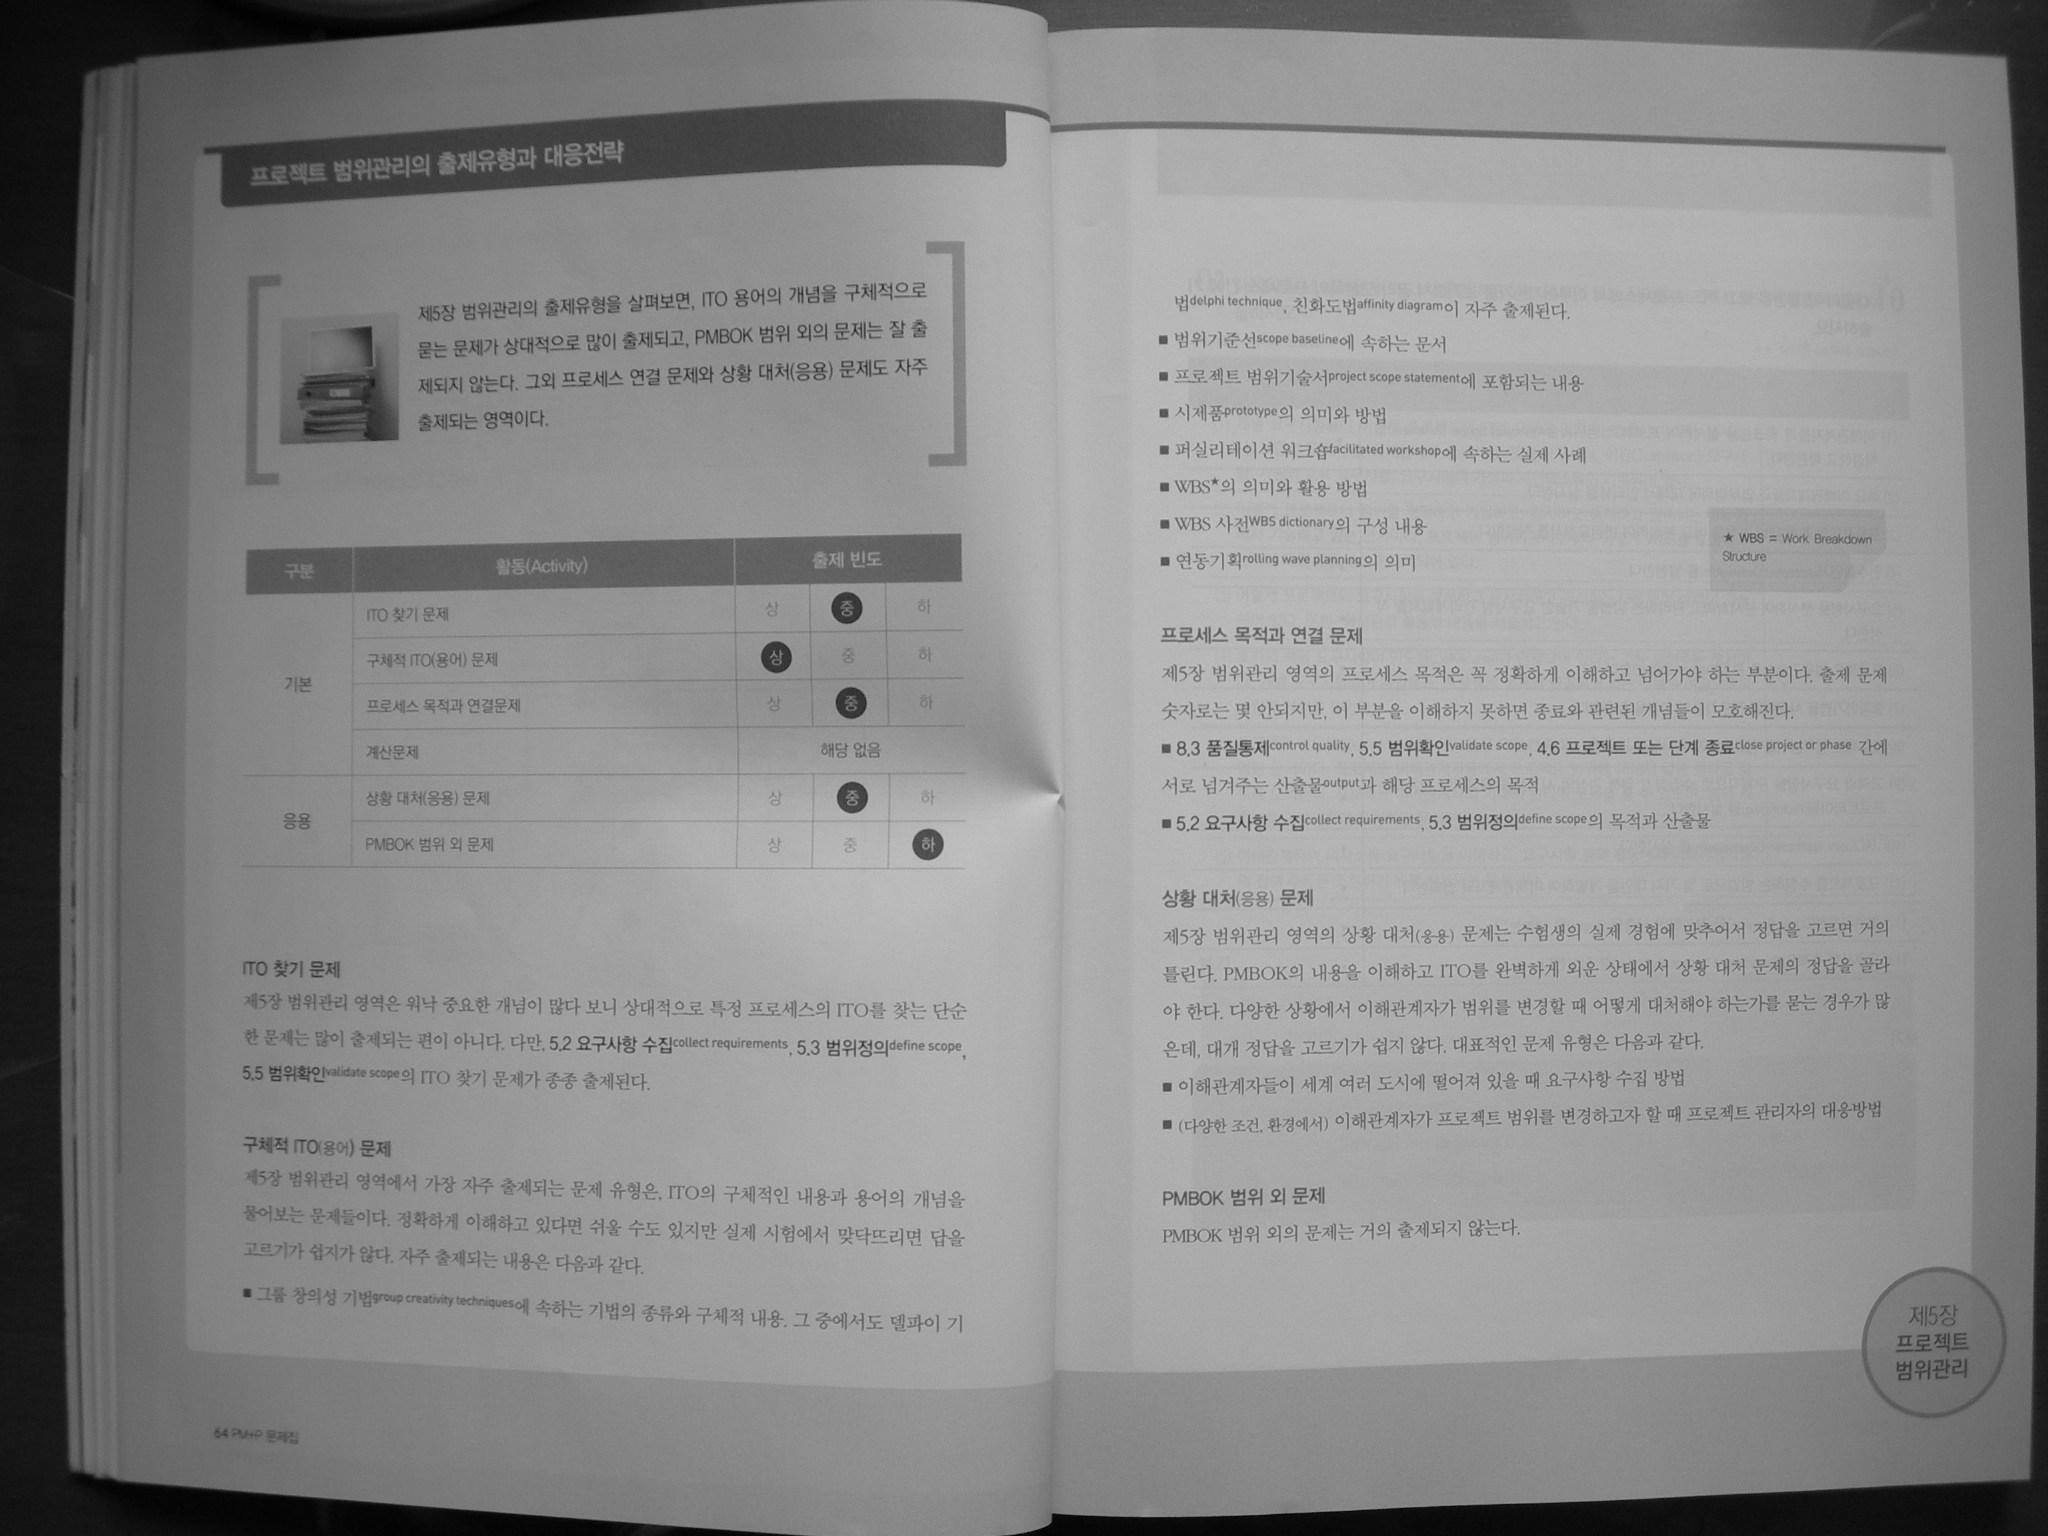 프로젝트 범위관리의 출제유형과 대응전략
제5장 범위관리의 출제유형을 살펴보면, ITO 용어의 개념을 구체적으로
묻는 문제가 상대적으로 많이 출제되고, PMBOK 범위 외의 문제는 잘 출
제되지 않는다. 그외 프로세스 연결 문제와 상황 대처(응용) 문제도 자주
출제되는 영역이다.
구분 활동(Activity) 출제 빈도
기본
ITO 찾기 문제 상 중 하
구체적 ITO(용어) 문제 상 중 하
프로세스 목적과 연결문제 상 중 하
계산문제 해당 없음
응용
상황 대처(응용) 문제 상 중 하
PMBOK 범위 외 문제 상 중 하
ITO 찾기 문제
제5장 범위관리 영역은 워낙 중요한 개념이 많다 보니 상대적으로 특정 프로세스의 ITO를 찾는 단순
한 문제는 많이 출제되는 편이 아니다. 다만, 5.2 요구사항 수집collect requirements, 5.3 범위정의define scope,
5.5 범위확인validate scope의 ITO 찾기 문제가 종종 출제된다.
구체적 ITO(용어) 문제
제5장 범위관리 영역에서 가장 자주 출제되는 문제 유형은, ITO의 구체적인 내용과 용어의 개념을
물어보는 문제들이다. 정확하게 이해하고 있다면 쉬울 수도 있지만 실제 시험에서 맞닥뜨리면 답을
고르기가 쉽지가 않다. 자주 출제되는 내용은 다음과 같다.
■ 그룹 창의성 기법group creativity techniques에 속하는 기법의 종류와 구체적 내용. 그 중에서도 델파이 기
64 PM+P 문제집
법delphi technique, 친화도법affinity diagram이 자주 출제된다.
■ 범위기준선scope baseline에 속하는 문서
■ 프로젝트 범위기술서project scope statement에 포함되는 내용
■ 시제품prototype의 의미와 방법
■ 퍼실리테이션 워크숍facilitated workshop에 속하는 실제 사례
■ WBS★의 의미와 활용 방법
■ WBS 사전WBS dictionary의 구성 내용
■ 연동기획rolling wave planning의 의미
★ WBS = Work Breakdown
Structure
프로세스 목적과 연결 문제
제5장 범위관리 영역의 프로세스 목적은 꼭 정확하게 이해하고 넘어가야 하는 부분이다. 출제 문제
숫자로는 몇 안되지만, 이 부분을 이해하지 못하면 종료와 관련된 개념들이 모호해진다.
■ 8.3 품질통제control quality, 5.5 범위확인validate scope, 4.6 프로젝트 또는 단계 종료close project or phase 간에
서로 넘겨주는 산출물output과 해당 프로세스의 목적
■ 5.2 요구사항 수집collect requirements, 5.3 범위정의define scope의 목적과 산출물
상황 대처(응용) 문제
제5장 범위관리 영역의 상황 대처(응용) 문제는 수험생의 실제 경험에 맞추어서 정답을 고르면 거의
틀린다. PMBOK의 내용을 이해하고 ITO를 완벽하게 외운 상태에서 상황 대처 문제의 정답을 골라
야 한다. 다양한 상황에서 이해관계자가 범위를 변경할 때 어떻게 대처해야 하는가를 묻는 경우가 많
은데, 대개 정답을 고르기가 쉽지 않다. 대표적인 문제 유형은 다음과 같다.
■ 이해관계자들이 세계 여러 도시에 떨어져 있을 때 요구사항 수집 방법
■ (다양한 조건, 환경에서) 이해관계자가 프로젝트 범위를 변경하고자 할 때 프로젝트 관리자의 대응방법
PMBOK 범위 외 문제
PMBOK 범위 외의 문제는 거의 출제되지 않는다.
제5장
프로젝트
범위관리